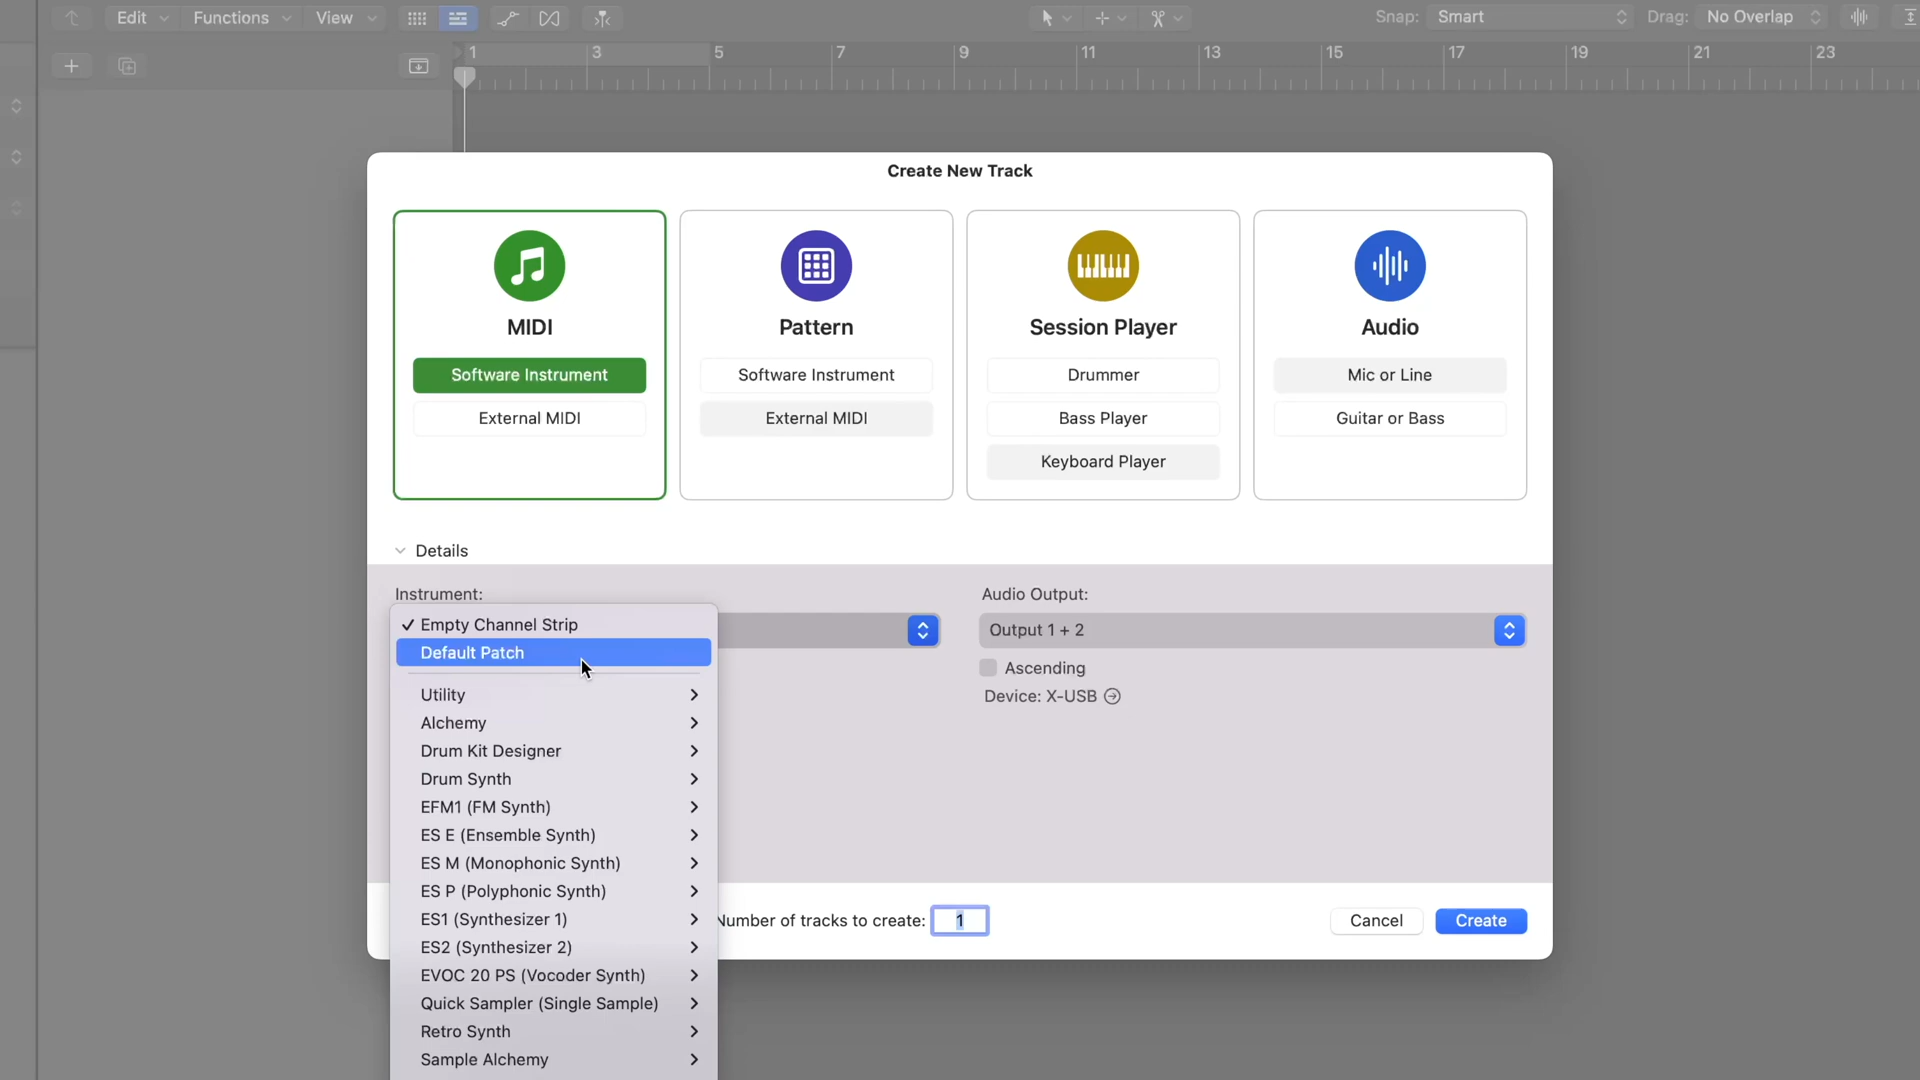 Edit
Functions
View
Snap: Smart
Drag: No Overlap
1 3 5 7 9 11 13 15 17 19 21 23
Create New Track
MIDI
Software Instrument
External MIDI
Pattern
Software Instrument
External MIDI
Session Player
Drummer
Bass Player
Keyboard Player
Audio
Mic or Line
Guitar or Bass
Details
Instrument:
✓ Empty Channel Strip
Default Patch
Utility
Alchemy
Drum Kit Designer
Drum Synth
EFM1 (FM Synth)
ES E (Ensemble Synth)
ES M (Monophonic Synth)
ES P (Polyphonic Synth)
ES1 (Synthesizer 1)
ES2 (Synthesizer 2)
EVOC 20 PS (Vocoder Synth)
Quick Sampler (Single Sample)
Retro Synth
Sample Alchemy
Audio Output:
Output 1 + 2
Ascending
Device: X-USB
Number of tracks to create: 1
Cancel
Create